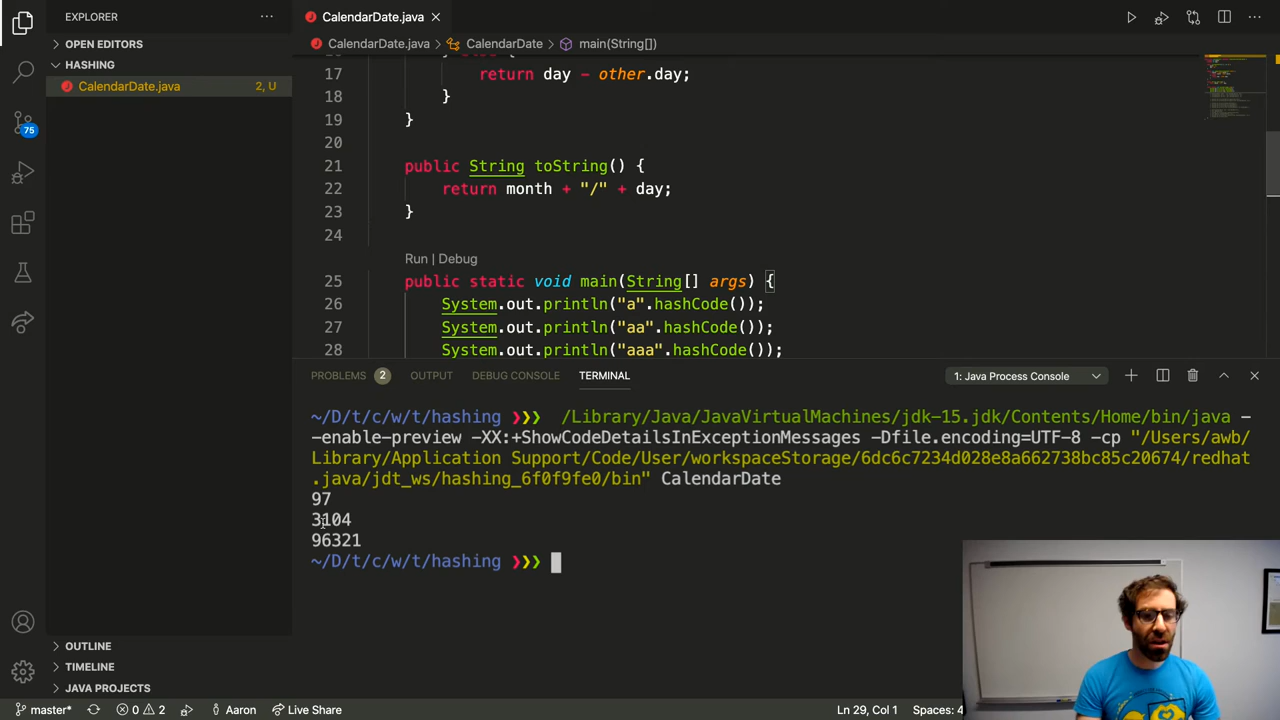 EXPLORER
CalendarDate.java
OPEN EDITORS
CalendarDate.java
CalendarDate
main(String[])
HASHING
CalendarDate.java 2, U
17 return day - other.day;
18 }
19 }
20
21 public String toString() {
22 return month + "/" + day;
23 }
24
Run | Debug
25 public static void main(String[] args) {
26 System.out.println("a".hashCode());
27 System.out.println("aa".hashCode());
28 System.out.println("aaa".hashCode());
75
PROBLEMS 2 OUTPUT DEBUG CONSOLE TERMINAL 1: Java Process Console
~/D/t/c/w/t/hashing ❯❯❯ /Library/Java/JavaVirtualMachines/jdk-15.jdk/Contents/Home/bin/java -
-enable-preview -XX:+ShowCodeDetailsInExceptionMessages -Dfile.encoding=UTF-8 -cp "/Users/awb/
Library/Application Support/Code/User/workspaceStorage/6dc6c7234d028e8a662738bc85c20674/redhat
.java/jdt_ws/hashing_6f0f9fe0/bin" CalendarDate
97
3104
96321
~/D/t/c/w/t/hashing ❯❯❯
OUTLINE
TIMELINE
JAVA PROJECTS
master* 0 2 Aaron Live Share Ln 29, Col 1 Spaces: 4